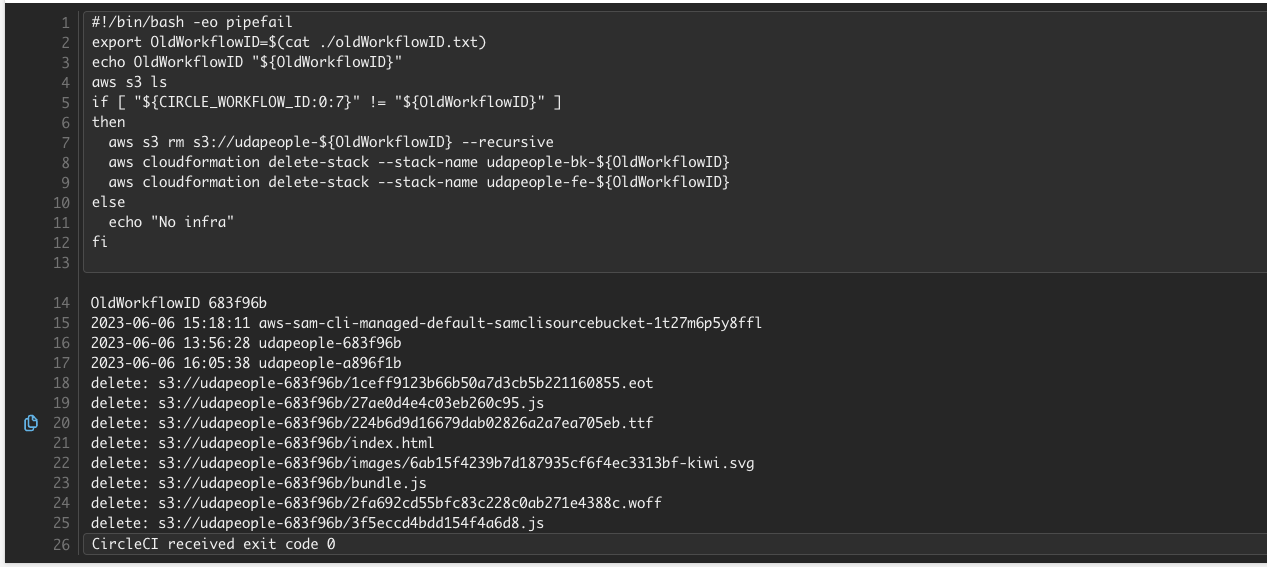 1 #!/bin/bash -eo pipefail
2 export OldWorkflowID=$(cat ./oldWorkflowID.txt)
3 echo OldWorkflowID "${OldWorkflowID}"
4 aws s3 ls
5 if [ "${CIRCLE_WORKFLOW_ID:0:7}" != "${OldWorkflowID}" ]
6 then
7   aws s3 rm s3://udapeople-${OldWorkflowID} --recursive
8   aws cloudformation delete-stack --stack-name udapeople-bk-${OldWorkflowID}
9   aws cloudformation delete-stack --stack-name udapeople-fe-${OldWorkflowID}
10 else
11   echo "No infra"
12 fi
13
14 OldWorkflowID 683f96b
15 2023-06-06 15:18:11 aws-sam-cli-managed-default-samclisourcebucket-1t27m6p5y8ffl
16 2023-06-06 13:56:28 udapeople-683f96b
17 2023-06-06 16:05:38 udapeople-a896f1b
18 delete: s3://udapeople-683f96b/1ceff9123b66b50a7d3cb5b221160855.eot
19 delete: s3://udapeople-683f96b/27ae0d4e4c03eb260c95.js
20 delete: s3://udapeople-683f96b/224b6d9d16679dab02826a2a7ea705eb.ttf
21 delete: s3://udapeople-683f96b/index.html
22 delete: s3://udapeople-683f96b/images/6ab15f4239b7d187935cf6f4ec3313bf-kiwi.svg
23 delete: s3://udapeople-683f96b/bundle.js
24 delete: s3://udapeople-683f96b/2fa692cd55bfc83c228c0ab271e4388c.woff
25 delete: s3://udapeople-683f96b/3f5eccd4bdd154f4a6d8.js
26 CircleCI received exit code 0